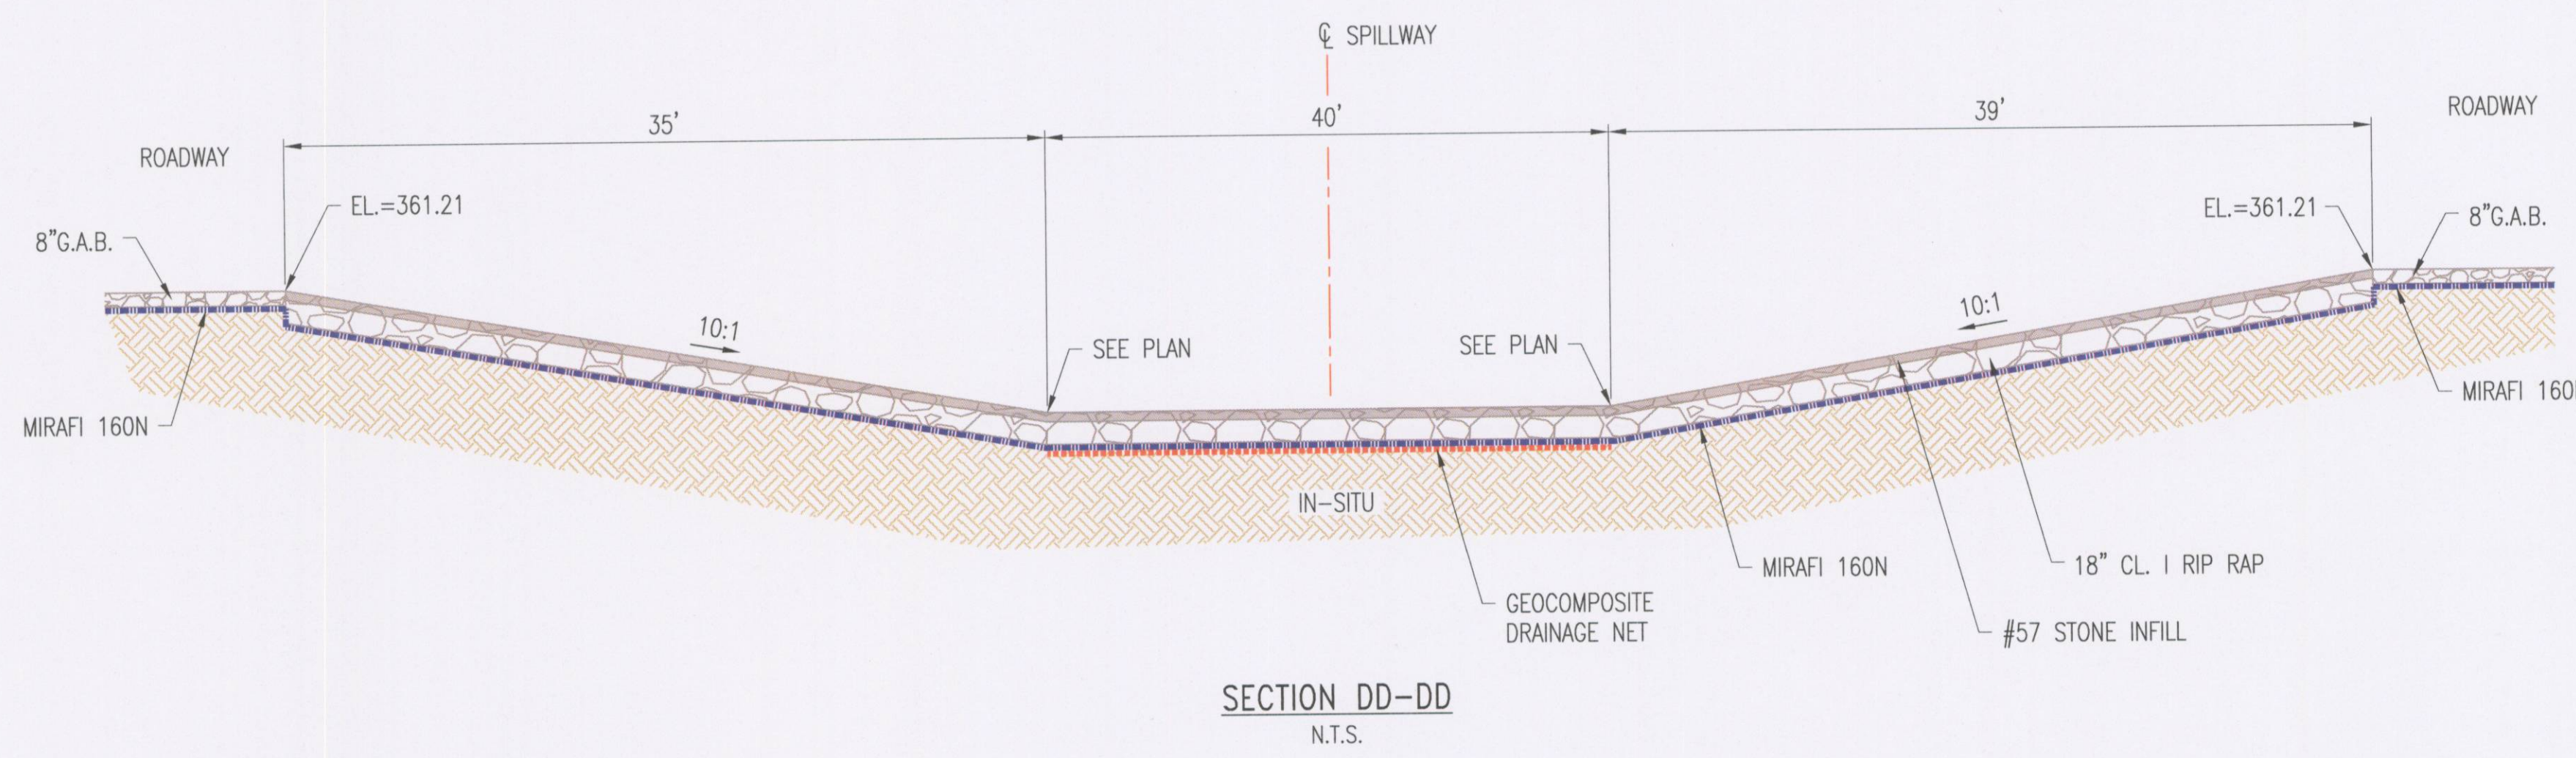 ℄ SPILLWAY
35'
40'
39'
ROADWAY
ROADWAY
EL.=361.21
EL.=361.21
8"G.A.B.
8"G.A.B.
10:1
10:1
SEE PLAN
SEE PLAN
MIRAFI 160N
MIRAFI 160
IN-SITU
MIRAFI 160N
18" CL. I RIP RAP
GEOCOMPOSITE
DRAINAGE NET
#57 STONE INFILL
SECTION DD-DD
N.T.S.